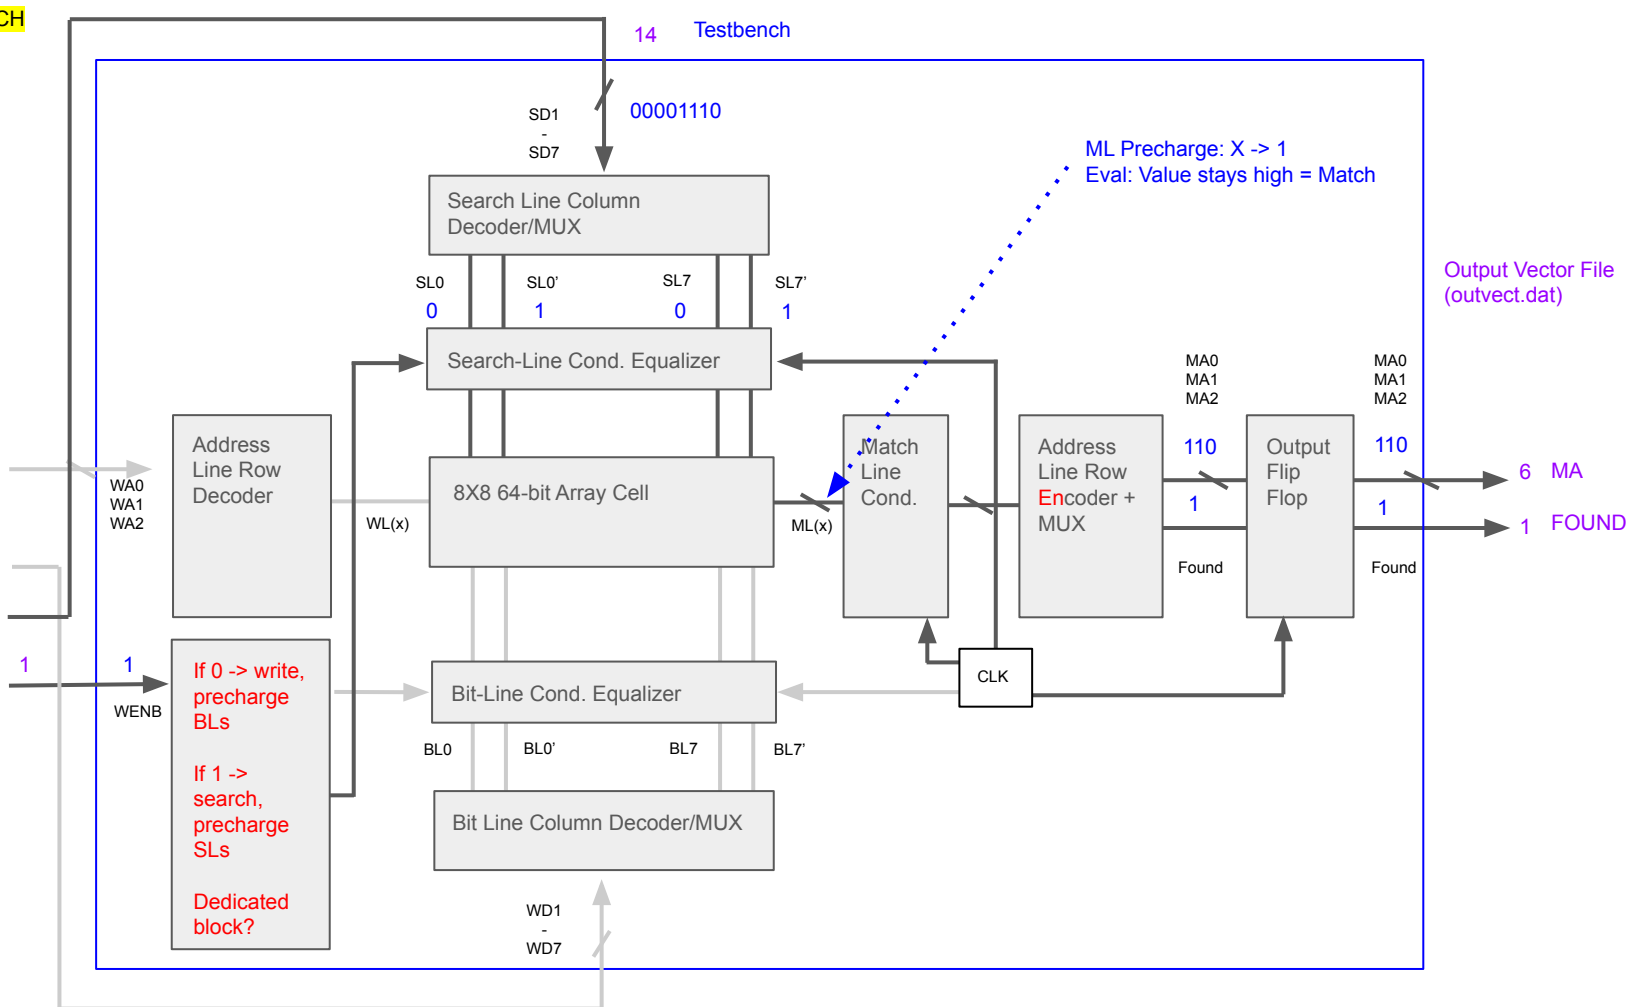 CH
14
Testbench
SD1
-
SD7
00001110
ML Precharge: X -> 1
Eval: Value stays high = Match
Search Line Column
Decoder/MUX
SL0
SL0'
SL7
SL7'
0
1
0
1
Output Vector File
(outvect.dat)
Search-Line Cond. Equalizer
MA0
MA1
MA2
MA0
MA1
MA2
Address
Line Row
Decoder
WA0
WA1
WA2
WL(x)
8X8 64-bit Array Cell
ML(x)
Match
Line
Cond.
Address
Line Row
Encoder +
MUX
110
1
Found
Output
Flip
Flop
110
1
Found
6 MA
1 FOUND
1
1
WENB
If 0 -> write,
precharge
BLs
If 1 ->
search,
precharge
SLs
Dedicated
block?
Bit-Line Cond. Equalizer
CLK
BL0
BL0'
BL7
BL7'
Bit Line Column Decoder/MUX
WD1
-
WD7